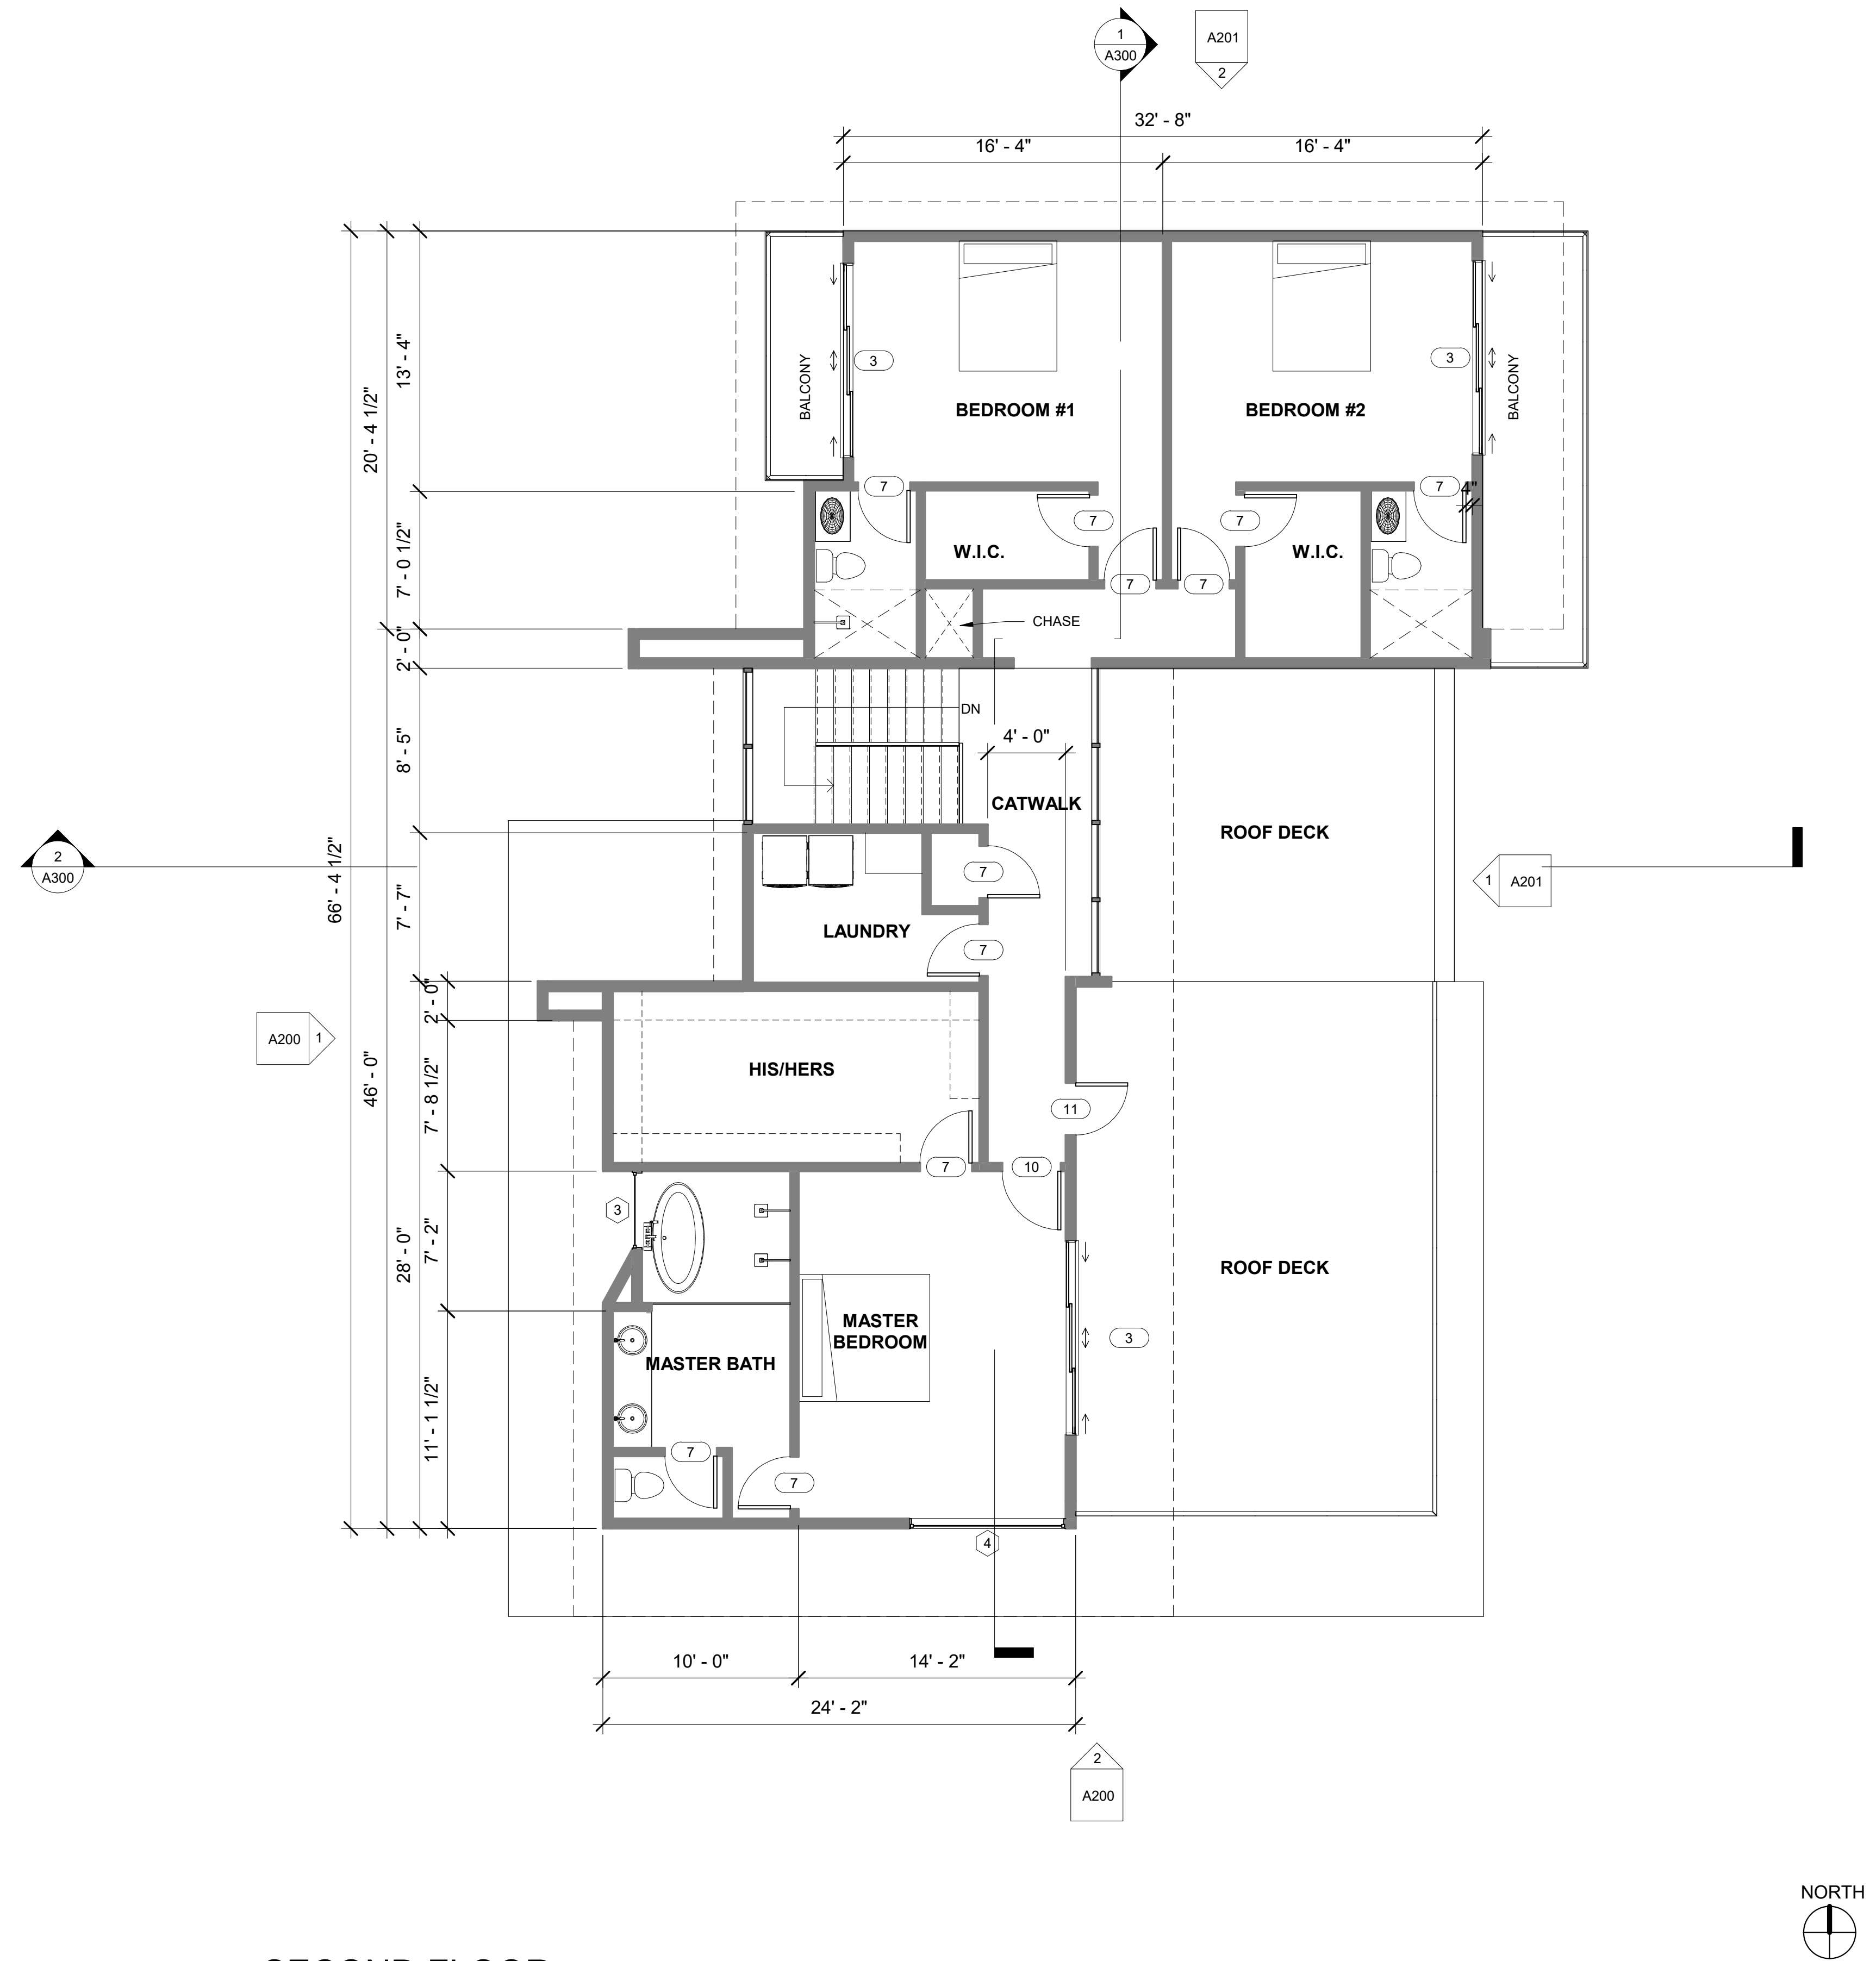 1
A300
A201
2
32' - 8"
16' - 4"
16' - 4"
13' - 4"
20' - 4 1/2"
BALCONY
3
3
BALCONY
BEDROOM #1
BEDROOM #2
7
7
4"
7
7
7' - 0 1/2"
W.I.C.
W.I.C.
7
7
CHASE
2' - 0"
DN
4' - 0"
8' - 5"
CATWALK
ROOF DECK
2
A300
66' - 4 1/2"
7
1
A201
7' - 7"
LAUNDRY
7
2' - 0"
A200
1
HIS/HERS
46' - 0"
7' - 8 1/2"
11
7
10
3
7' - 2"
28' - 0"
ROOF DECK
MASTER
BEDROOM
3
MASTER BATH
11' - 1 1/2"
7
7
4
10' - 0"
14' - 2"
24' - 2"
2
A200
NORTH
SECOND FLOOR